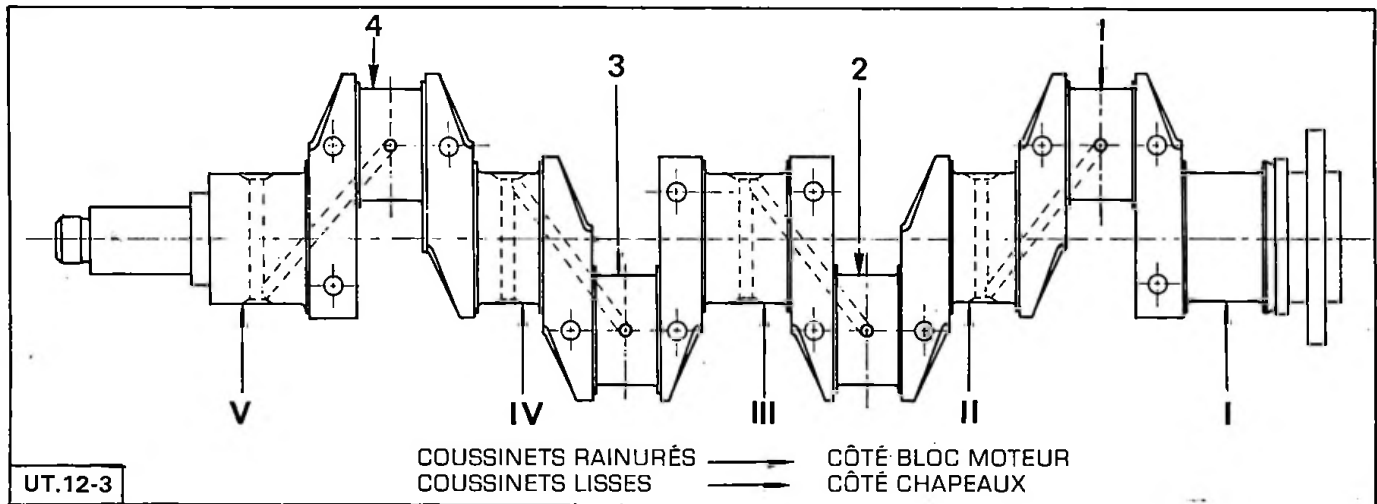 4
3
2
1
V
IV
III
II
I
COUSSINETS RAINURÉS CÔTÉ BLOC MOTEUR
COUSSINETS LISSES CÔTÉ CHAPEAUX
UT.12-3